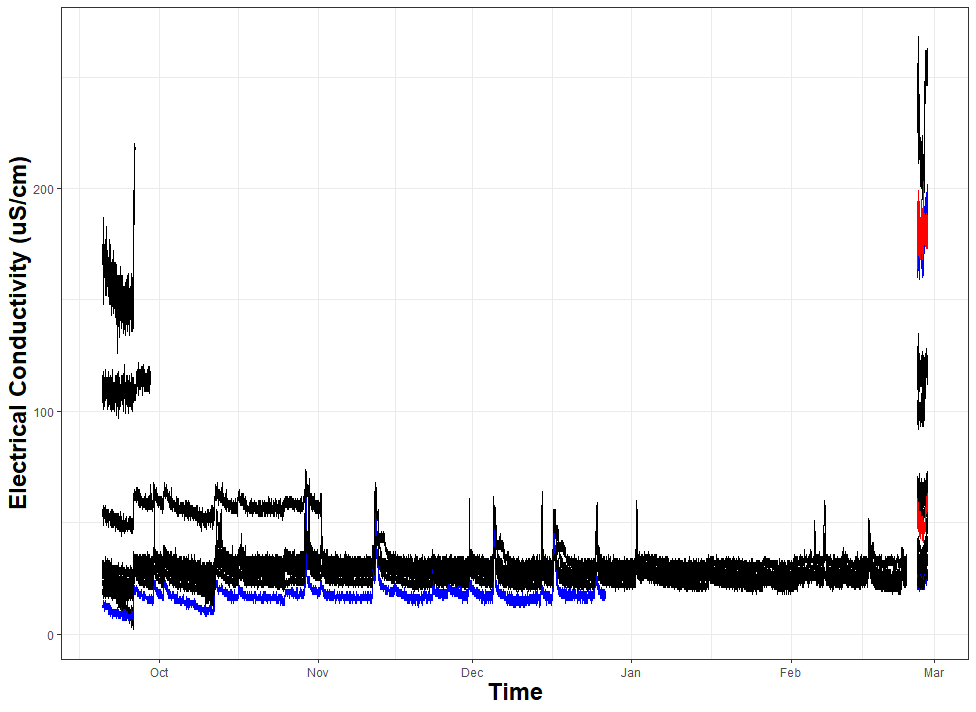 Electrical Conductivity (uS/cm)
200
100
0
Oct Nov Dec Jan Feb Mar
Time